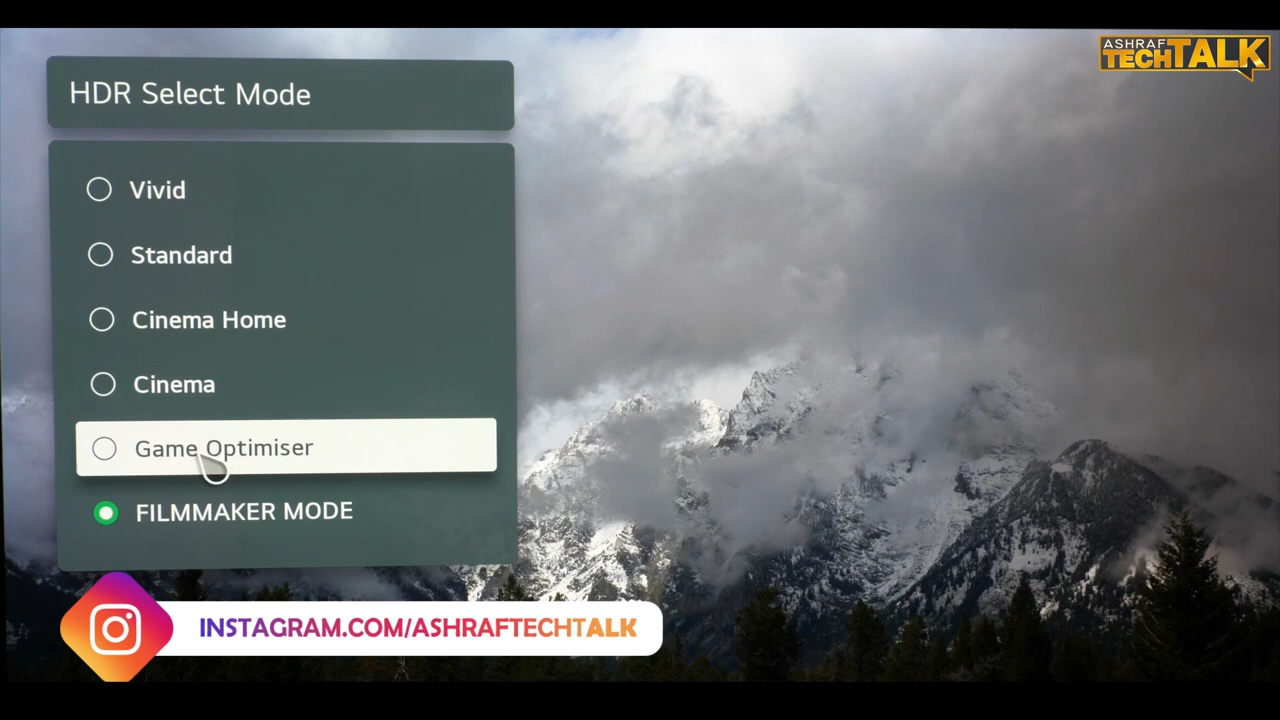 ASHRAF
TECHTALK
HDR Select Mode
Vivid
Standard
Cinema Home
Cinema
Game Optimiser
FILMMAKER MODE
INSTAGRAM.COM/ASHRAFTECHTALK